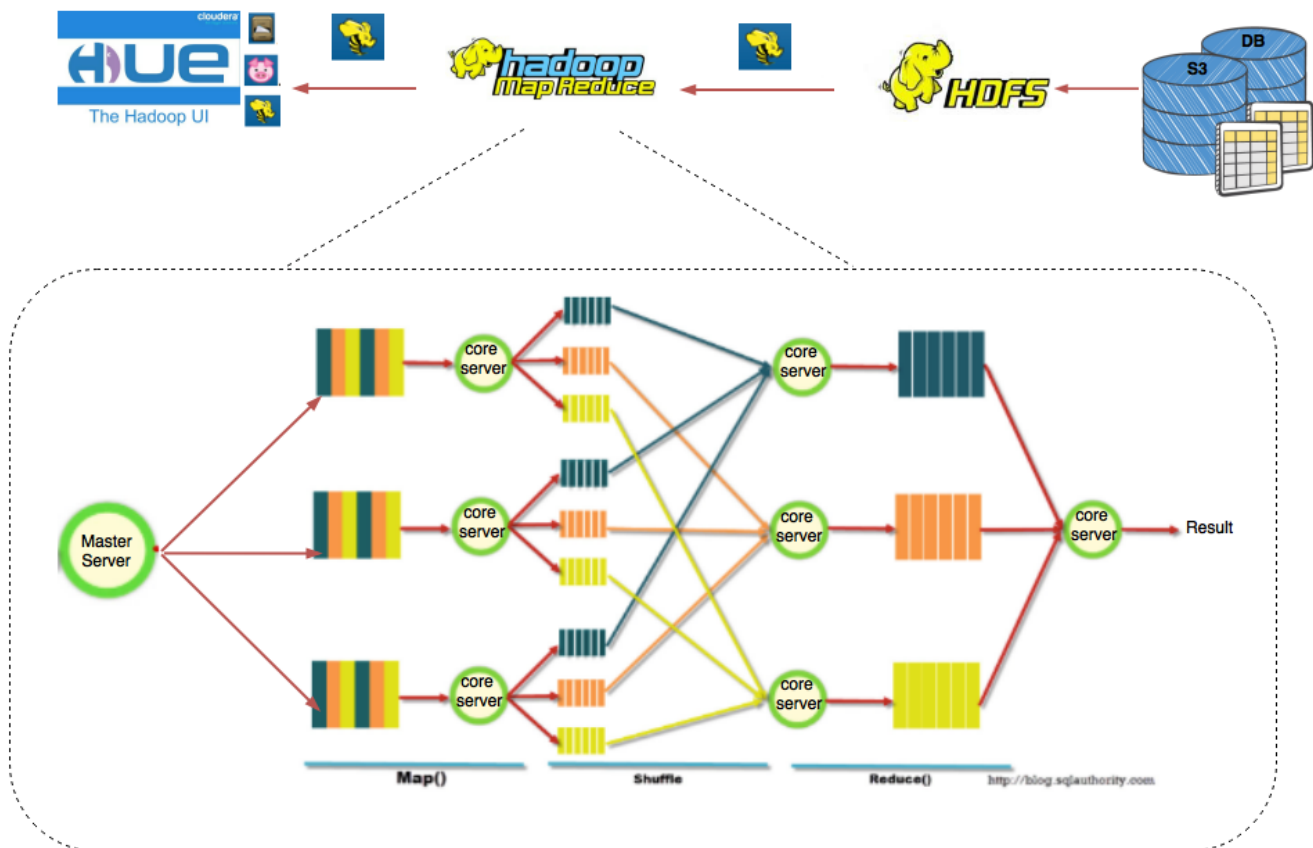 cloudera
HUE
The Hadoop UI
hadoop
Map Reduce
HDFS
DB
S3
core
server
core
server
core
server
core
server
Master
Server
core
server
core
server
Result
core
server
Map()
Shuffle
Reduce()
http://blog.sqlauthority.com